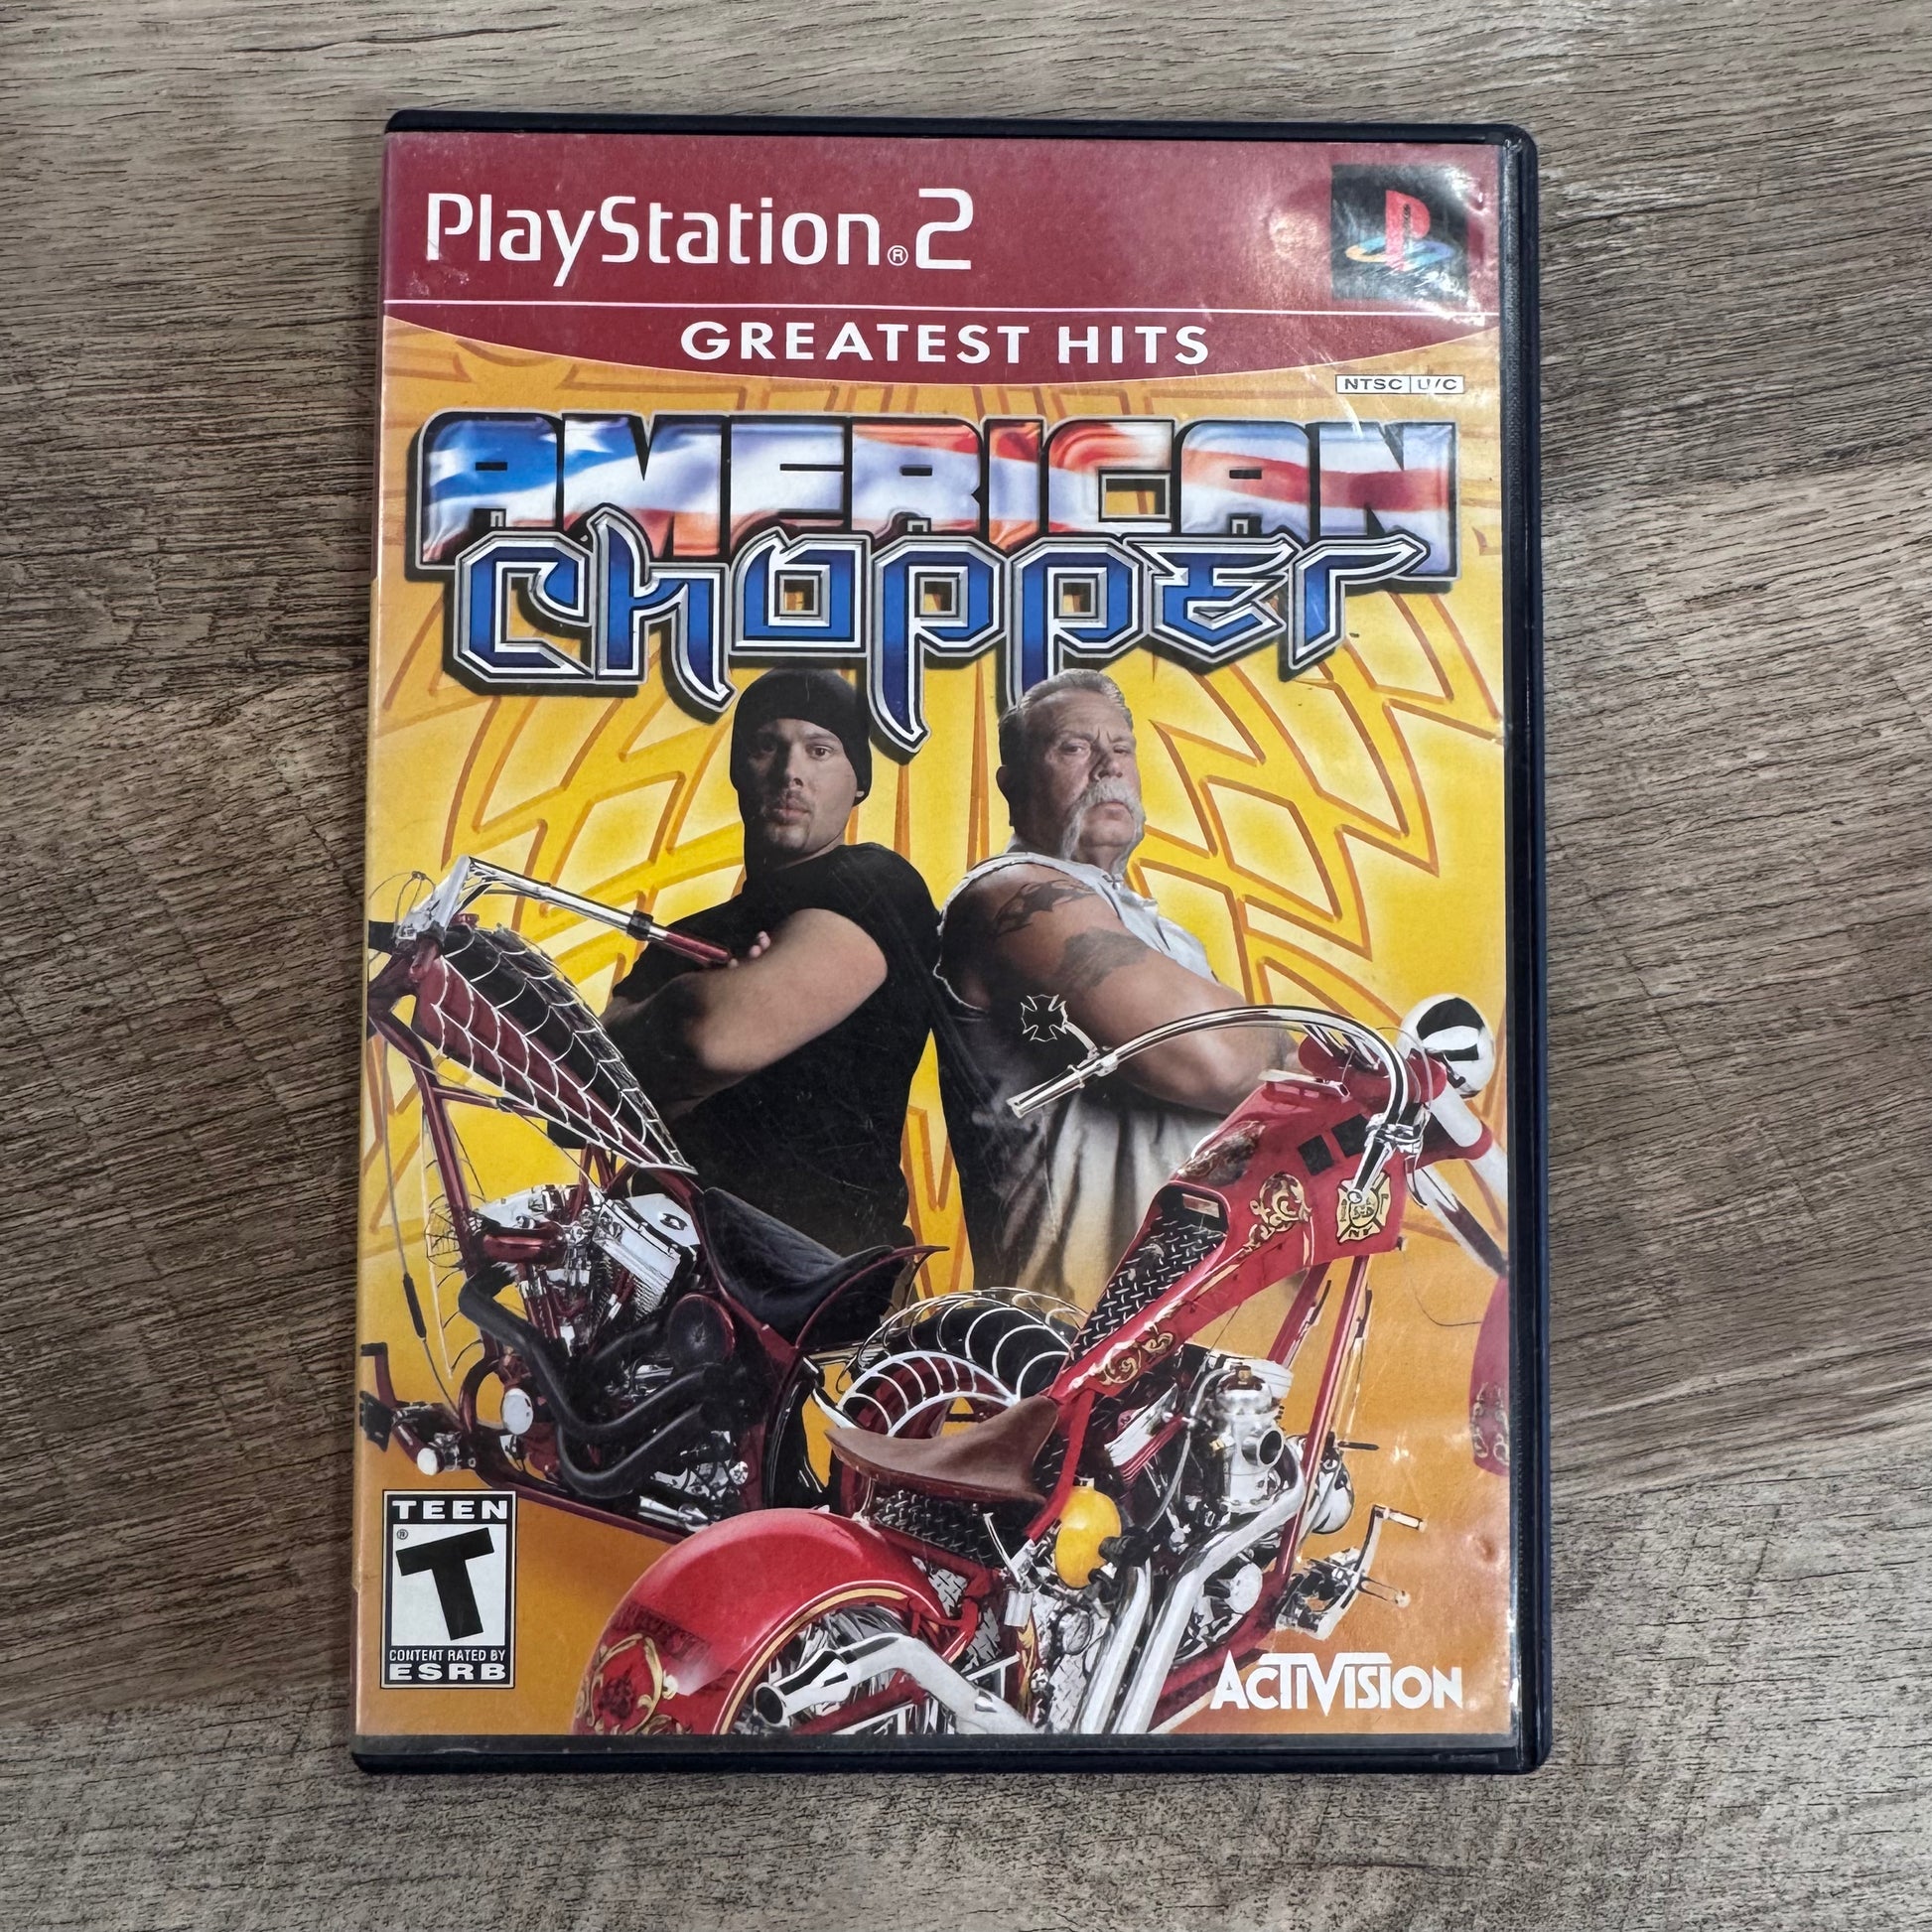 PlayStation®2
GREATEST HITS
NTSC U/C
AMERICAN
chopper
TEEN
T
®
CONTENT RATED BY
ESRB
ACTIVISION